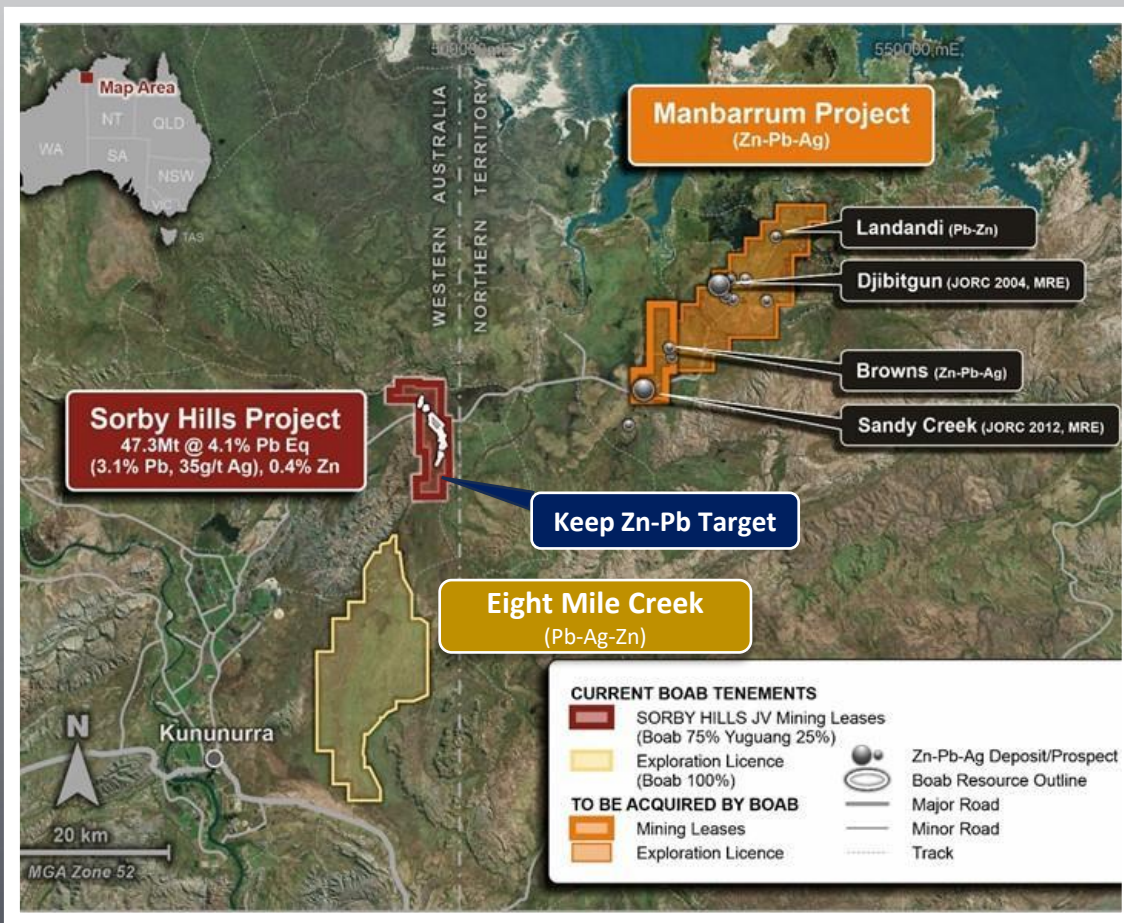 500000mE
550000mE
Map Area
NT
QLD
WA
SA
NSW
VIC
TAS
WESTERN AUSTRALIA
NORTHERN TERRITORY
Manbarrum Project
(Zn-Pb-Ag)
Landandi (Pb-Zn)
Djibitgun (JORC 2004, MRE)
Browns (Zn-Pb-Ag)
Sandy Creek (JORC 2012, MRE)
Sorby Hills Project
47.3Mt @ 4.1% Pb Eq
(3.1% Pb, 35g/t Ag), 0.4% Zn
Keep Zn-Pb Target
Eight Mile Creek
(Pb-Ag-Zn)
Kununurra
N
20 km
MGA Zone 52
CURRENT BOAB TENEMENTS
SORBY HILLS JV Mining Leases
(Boab 75% Yuguang 25%)
Exploration Licence
(Boab 100%)
TO BE ACQUIRED BY BOAB
Mining Leases
Exploration Licence
Zn-Pb-Ag Deposit/Prospect
Boab Resource Outline
Major Road
Minor Road
Track